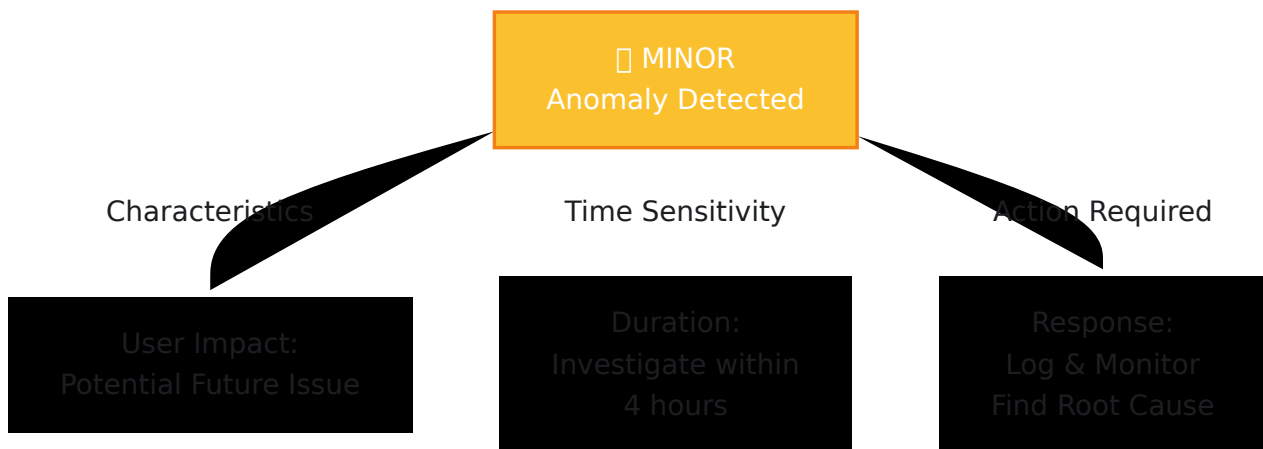 MINOR
Anomaly Detected
Characteristics
Time Sensitivity
Action Required
User Impact:
Potential Future Issue
Duration:
Investigate within
4 hours
Response:
Log & Monitor
Find Root Cause